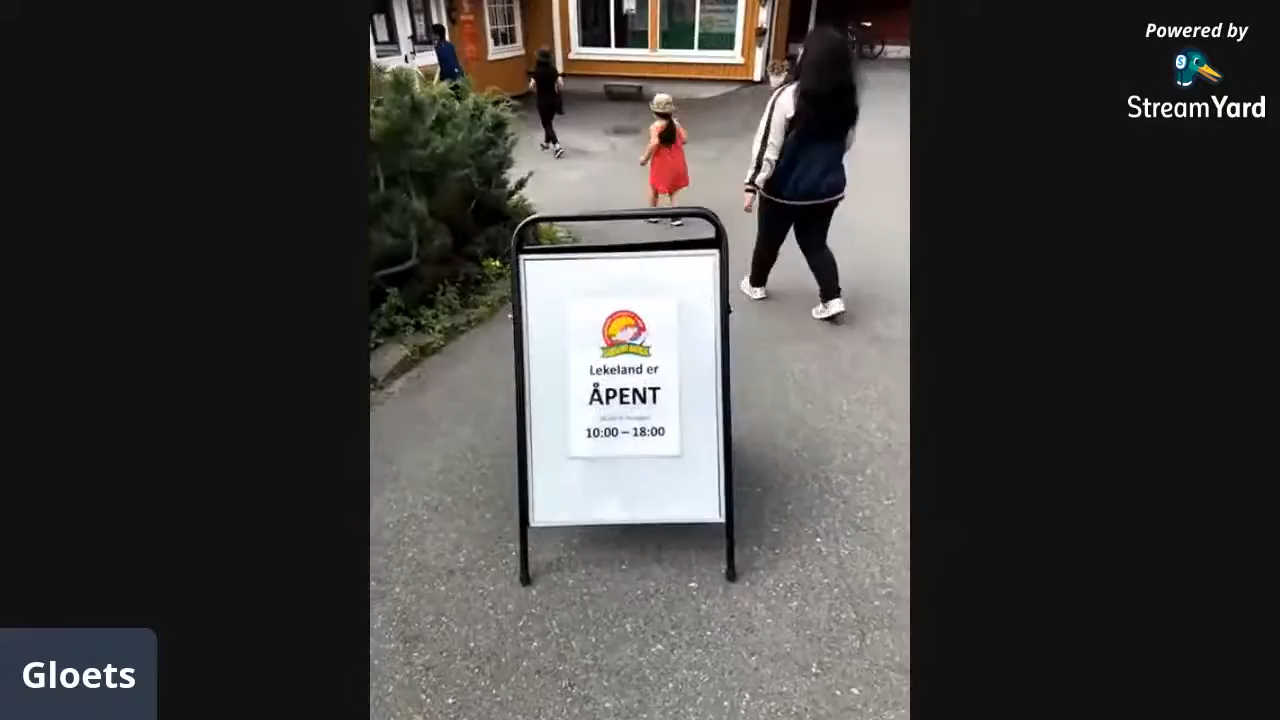 Powered by
StreamYard
Lekeland er
ÅPENT
10:00 – 18:00
Gloets